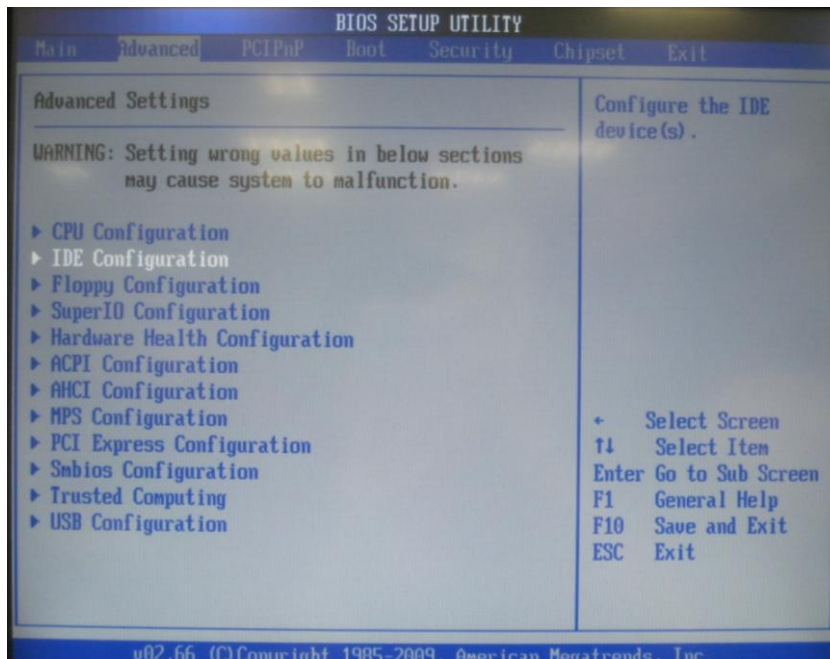 BIOS SETUP UTILITY
Main Advanced PCIPnP Boot Security Chipset Exit
Advanced Settings
WARNING: Setting wrong values in below sections
may cause system to malfunction.
▶ CPU Configuration
▶ IDE Configuration
▶ Floppy Configuration
▶ SuperIO Configuration
▶ Hardware Health Configuration
▶ ACPI Configuration
▶ AHCI Configuration
▶ MPS Configuration
▶ PCI Express Configuration
▶ Smbios Configuration
▶ Trusted Computing
▶ USB Configuration
Configure the IDE
device(s).
← Select Screen
↑↓ Select Item
Enter Go to Sub Screen
F1 General Help
F10 Save and Exit
ESC Exit
v02.66 (C)Copyright 1985-2009, American Megatrends, Inc.